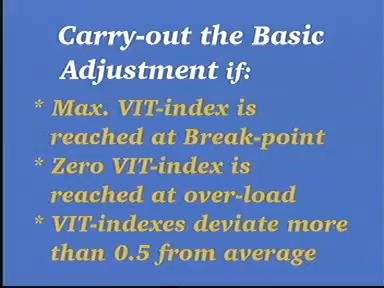 Carry-out the Basic
Adjustment if:
* Max. VIT-index is
reached at Break-point
* Zero VIT-index is
reached at over-load
* VIT-indexes deviate more
than 0.5 from average